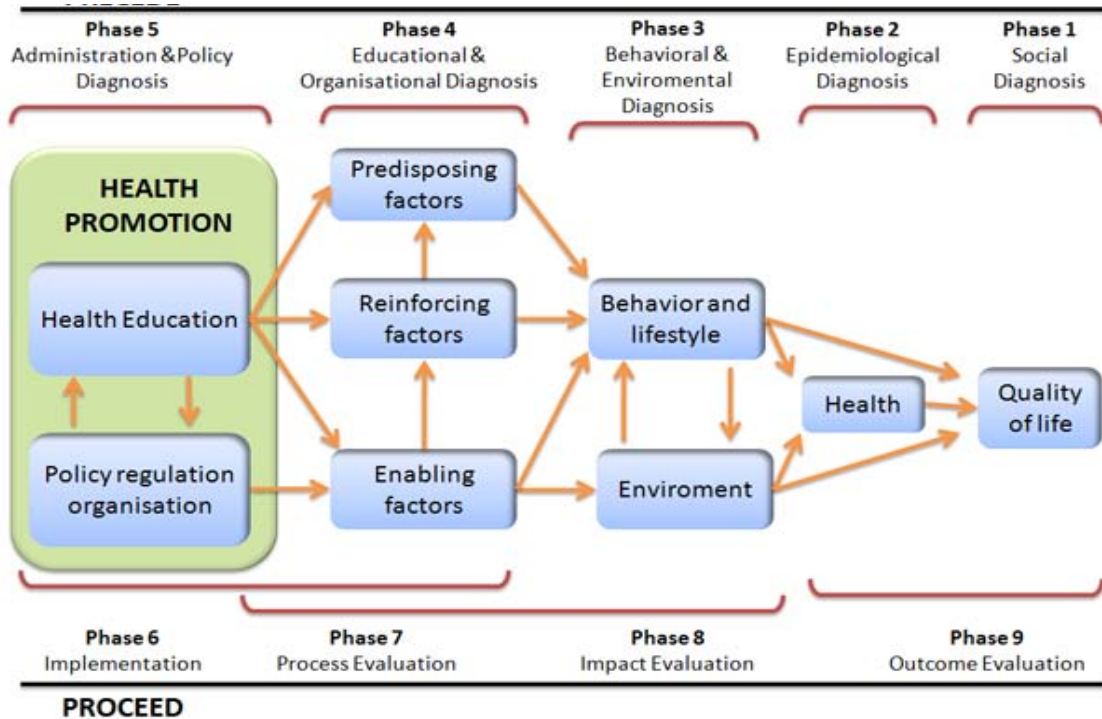 PRECEDE
Phase 5
Administration &Policy
Diagnosis
Phase 4
Educational &
Organisational Diagnosis
Phase 3
Behavioral &
Enviromental
Diagnosis
Phase 2
Epidemiological
Diagnosis
Phase 1
Social
Diagnosis
HEALTH
PROMOTION
Health Education
Policy regulation
organisation
Predisposing
factors
Reinforcing
factors
Enabling
factors
Behavior and
lifestyle
Enviroment
Health
Quality
of life
Phase 6
Implementation
Phase 7
Process Evaluation
Phase 8
Impact Evaluation
Phase 9
Outcome Evaluation
PROCEED